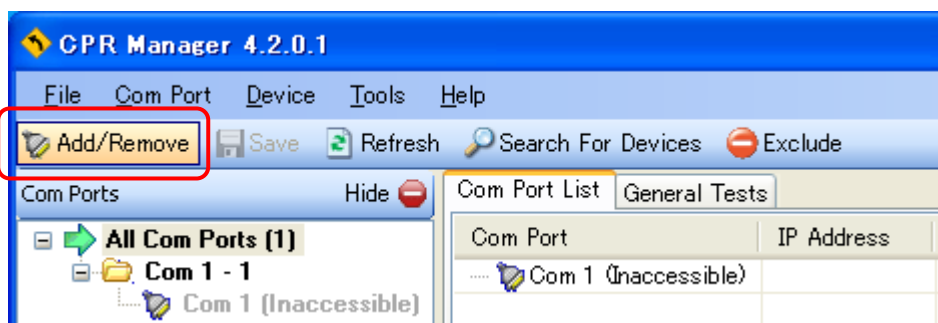 CPR Manager 4.2.0.1
File Com Port Device Tools Help
Add/Remove Save Refresh Search For Devices Exclude
Com Ports Hide Com Port List General Tests
All Com Ports (1) Com Port IP Address
Com 1 - 1 Com 1 (Inaccessible)
Com 1 (Inaccessible)